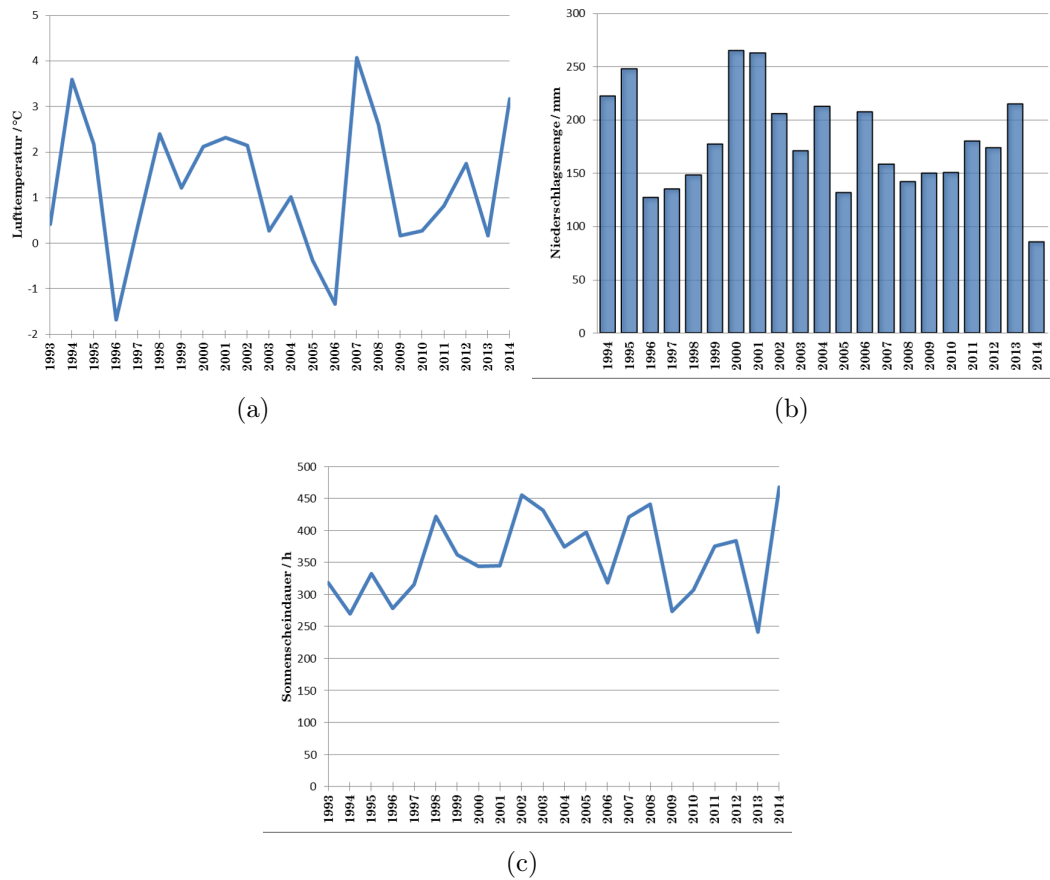 5
4
3
2
1
0
-1
-2
Lufttemperatur / °C
1993 1994 1995 1996 1997 1998 1999 2000 2001 2002 2003 2004 2005 2006 2007 2008 2009 2010 2011 2012 2013 2014
(a)
300
250
200
150
100
50
0
Niederschlagsmenge / mm
1994 1995 1996 1997 1998 1999 2000 2001 2002 2003 2004 2005 2006 2007 2008 2009 2010 2011 2012 2013 2014
(b)
500
450
400
350
300
250
200
150
100
50
0
Sonnenscheindauer / h
1993 1994 1995 1996 1997 1998 1999 2000 2001 2002 2003 2004 2005 2006 2007 2008 2009 2010 2011 2012 2013 2014
(c)